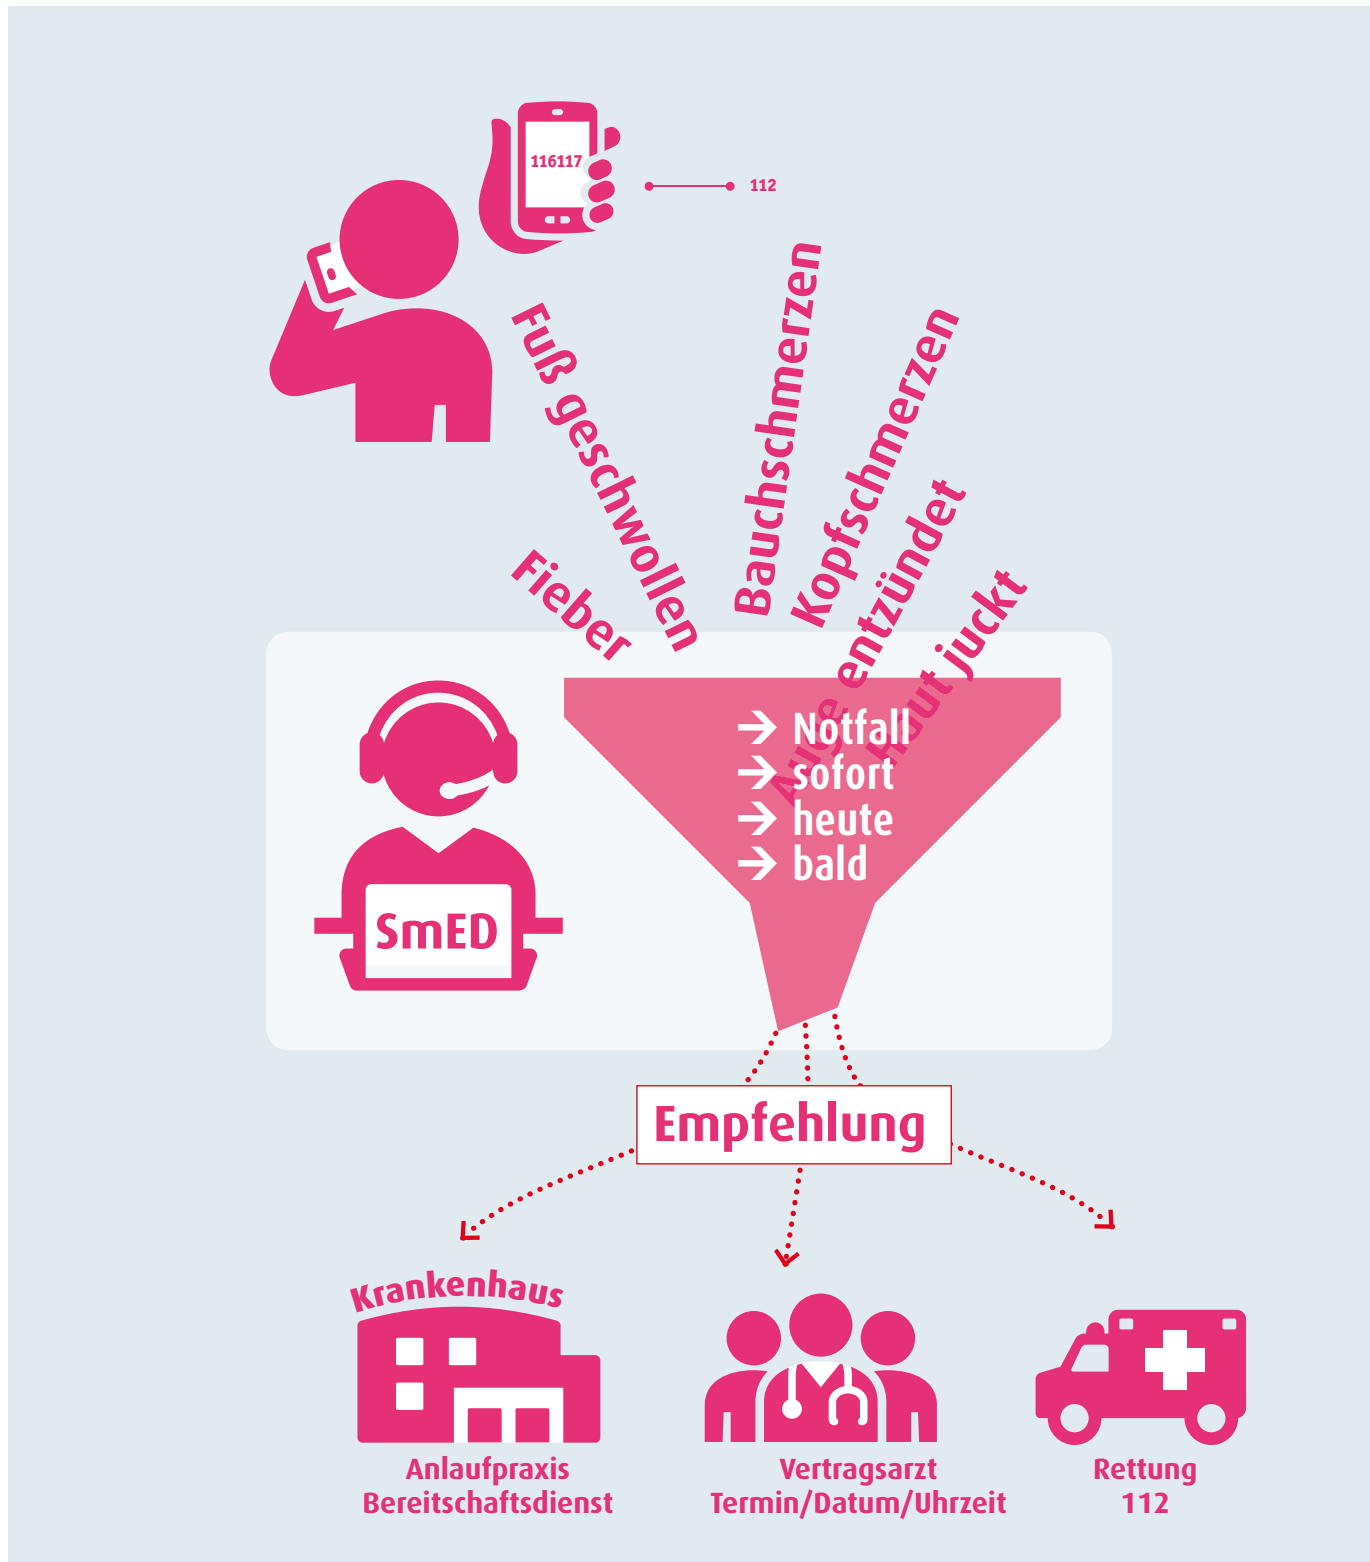 116117
112
Fuß geschwollen
Bauchschmerzen
Kopfschmerzen
Fieber
Auge entzündet
Haut juckt
→ Notfall
→ sofort
→ heute
→ bald
SmED
Empfehlung
Krankenhaus
Anlaufpraxis
Bereitschaftsdienst
Vertragsarzt
Termin/Datum/Uhrzeit
Rettung
112